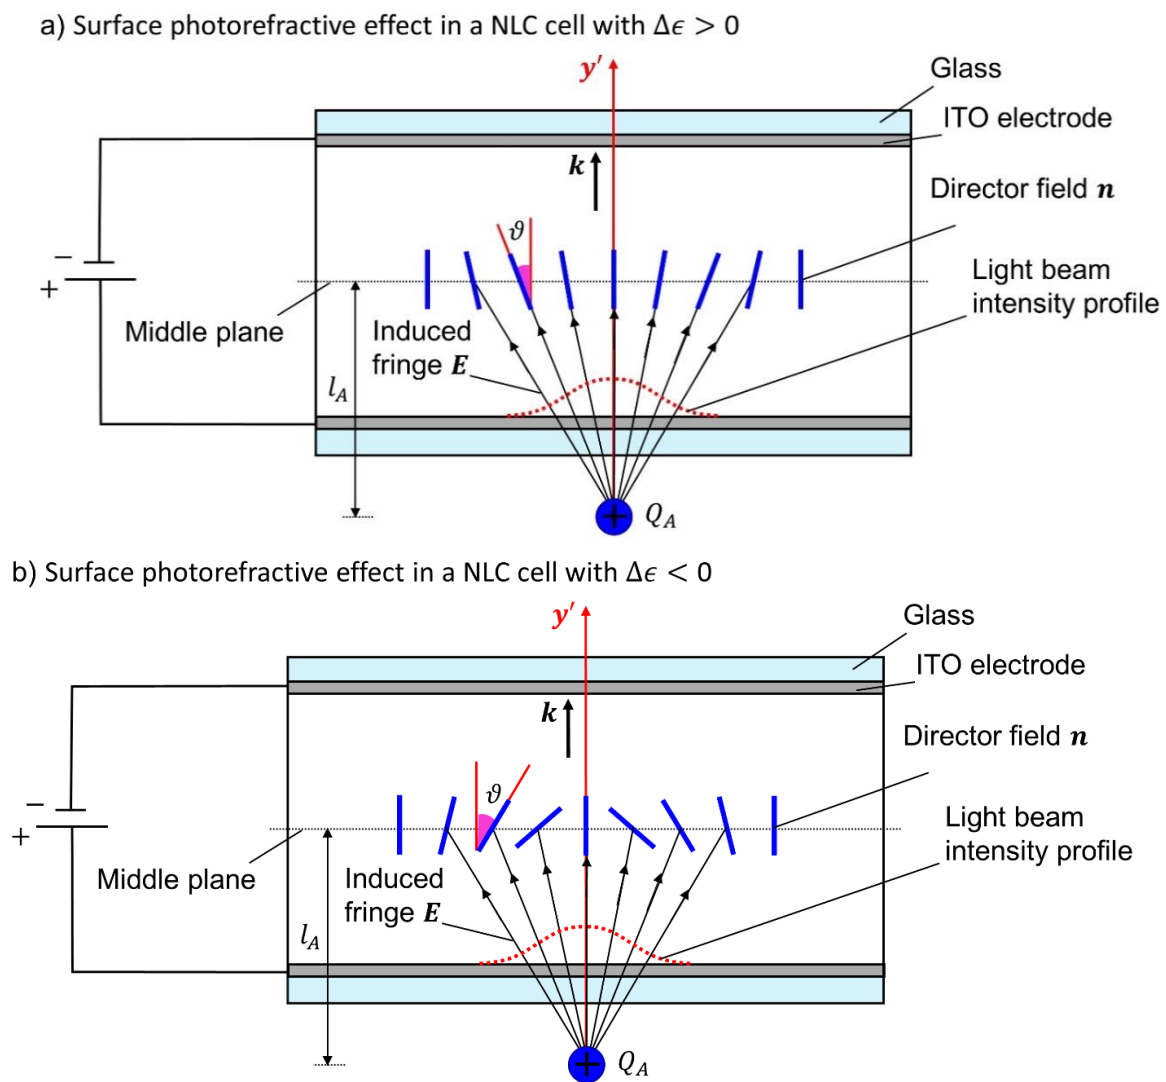 a) Surface photorefractive effect in a NLC cell with Δϵ > 0
y′
Glass
ITO electrode
k
Director field n
ϑ
−
+
Light beam
intensity profile
Middle plane
Induced
fringe E
l_A
Q_A
+
b) Surface photorefractive effect in a NLC cell with Δϵ < 0
y′
Glass
ITO electrode
k
Director field n
ϑ
−
+
Light beam
intensity profile
Middle plane
Induced
fringe E
l_A
Q_A
+